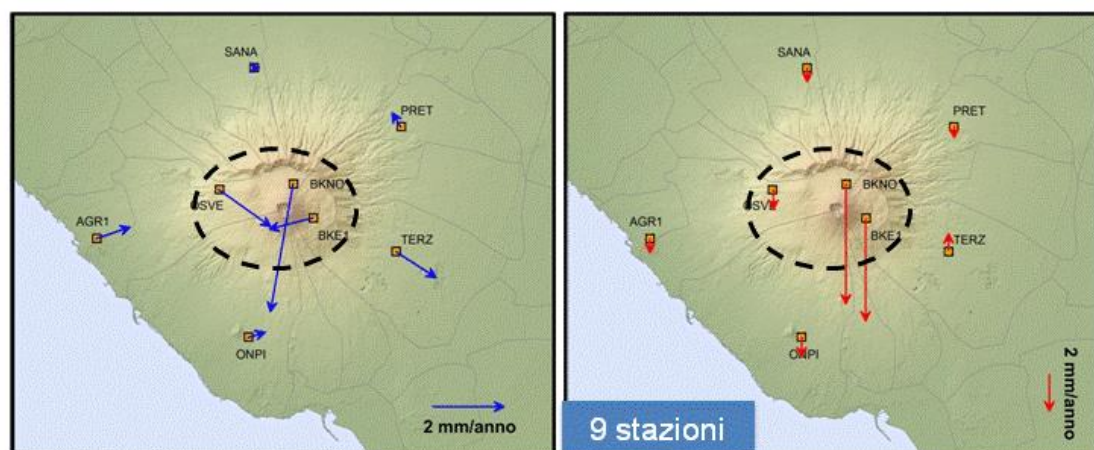 SANA
PRET
BKNO
OSVE
BKE1
AGR1
TERZ
ONPI
2 mm/anno
SANA
PRET
BKNO
OSVE
BKE1
AGR1
TERZ
ONPI
2 mm/anno
9 stazioni